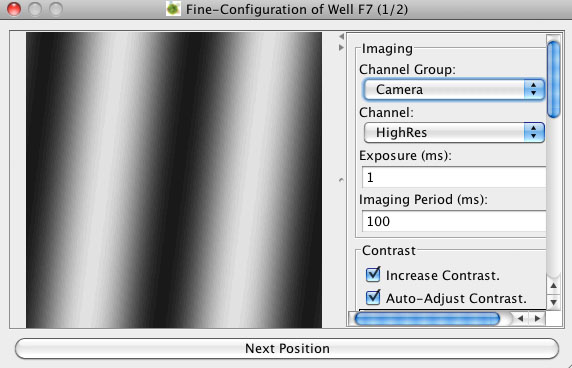 Fine-Configuration of Well F7 (1/2)
Imaging
Channel Group:
Camera
Channel:
HighRes
Exposure (ms):
1
Imaging Period (ms):
100
Contrast
Increase Contrast.
Auto-Adjust Contrast.
Next Position